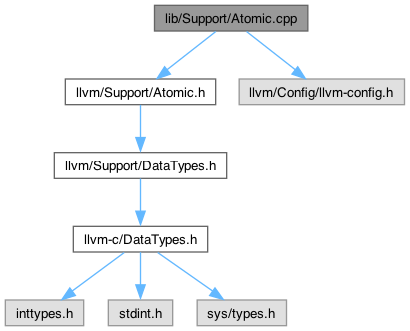 lib/Support/Atomic.cpp
llvm/Support/Atomic.h
llvm/Config/llvm-config.h
llvm/Support/DataTypes.h
llvm-c/DataTypes.h
inttypes.h
stdint.h
sys/types.h